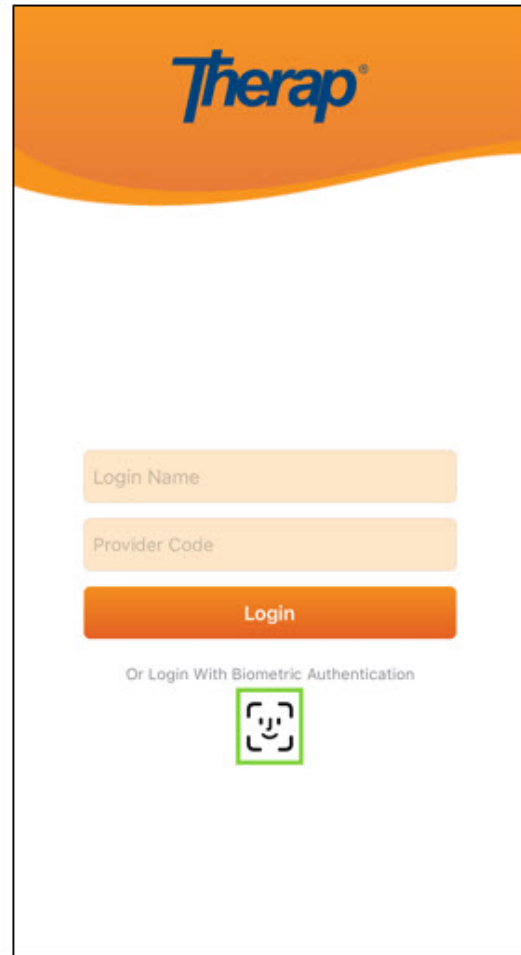 Therap®
Login Name
Provider Code
Login
Or Login With Biometric Authentication